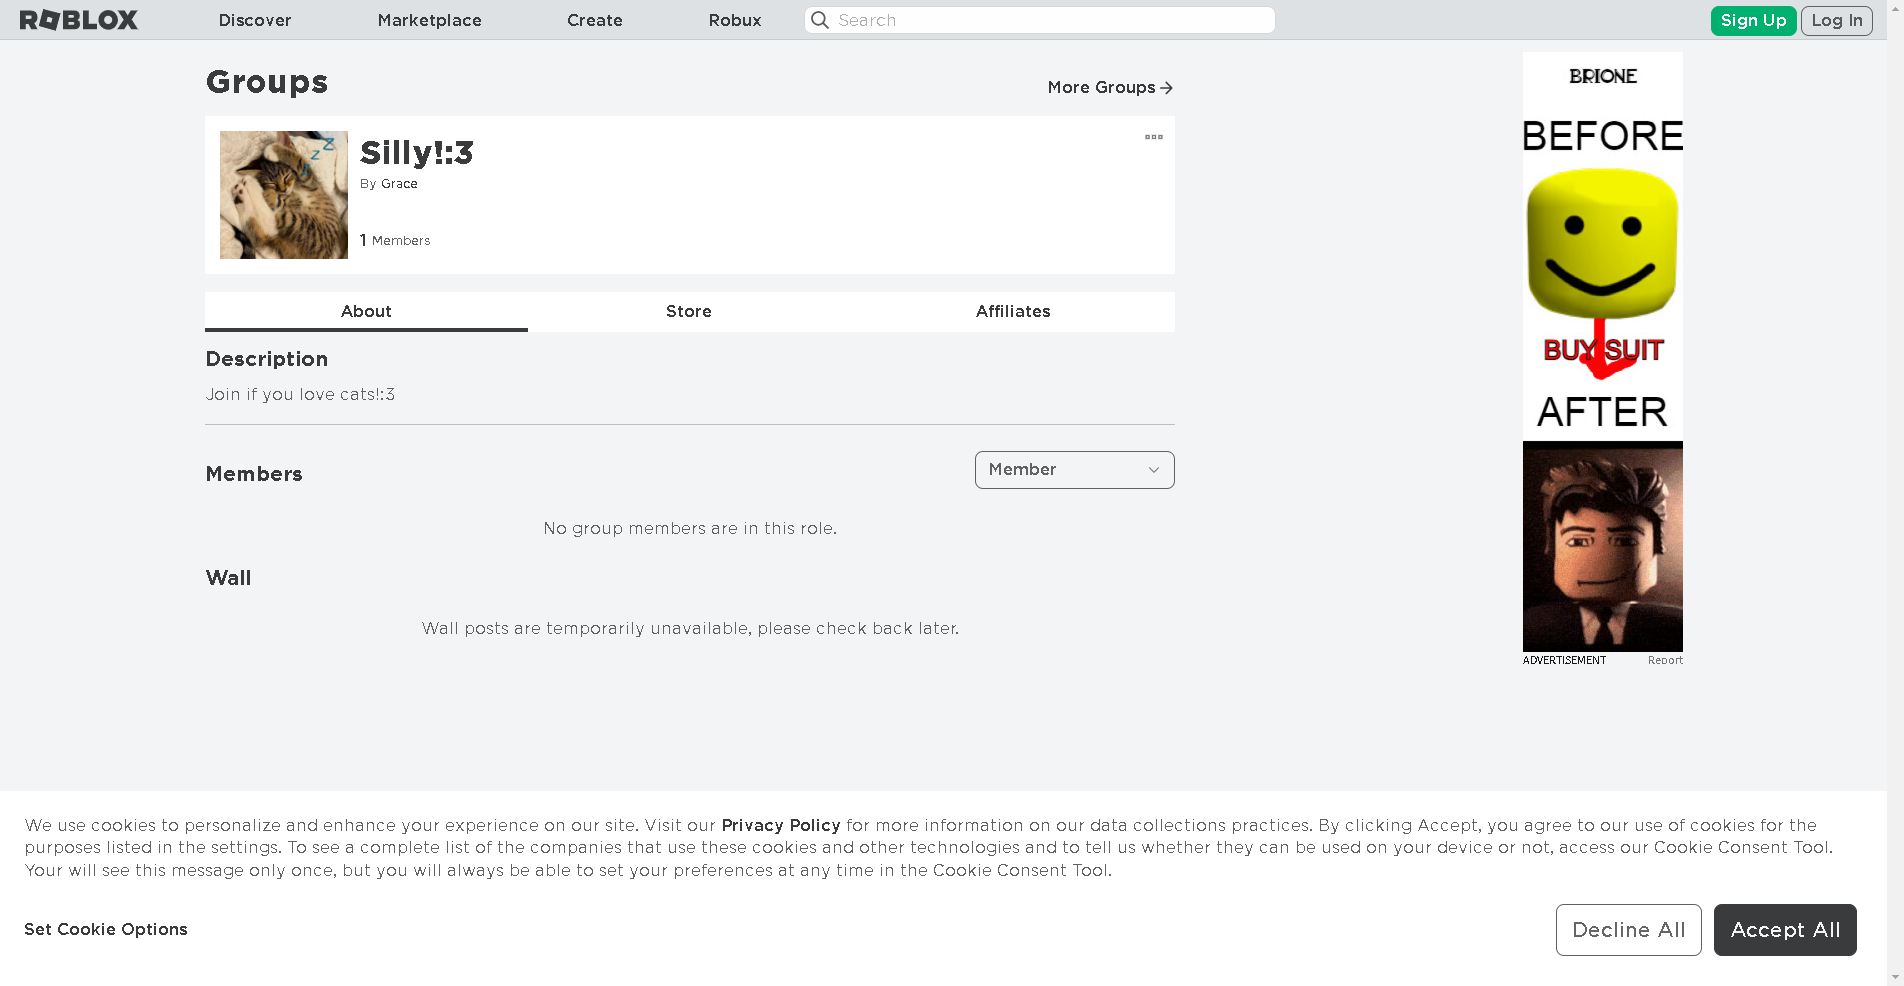 ROBLOX
Discover
Marketplace
Create
Robux
Search
Sign Up
Log In
Groups
More Groups
Silly!:3
By Grace
1 Members
About
Store
Affiliates
Description
Join if you love cats!:3
Members
Member
No group members are in this role.
Wall
Wall posts are temporarily unavailable, please check back later.
BRIONE
BEFORE
BUY SUIT
AFTER
ADVERTISEMENT
Report
We use cookies to personalize and enhance your experience on our site. Visit our Privacy Policy for more information on our data collections practices. By clicking Accept, you agree to our use of cookies for the
purposes listed in the settings. To see a complete list of the companies that use these cookies and other technologies and to tell us whether they can be used on your device or not, access our Cookie Consent Tool.
Your will see this message only once, but you will always be able to set your preferences at any time in the Cookie Consent Tool.
Set Cookie Options
Decline All
Accept All